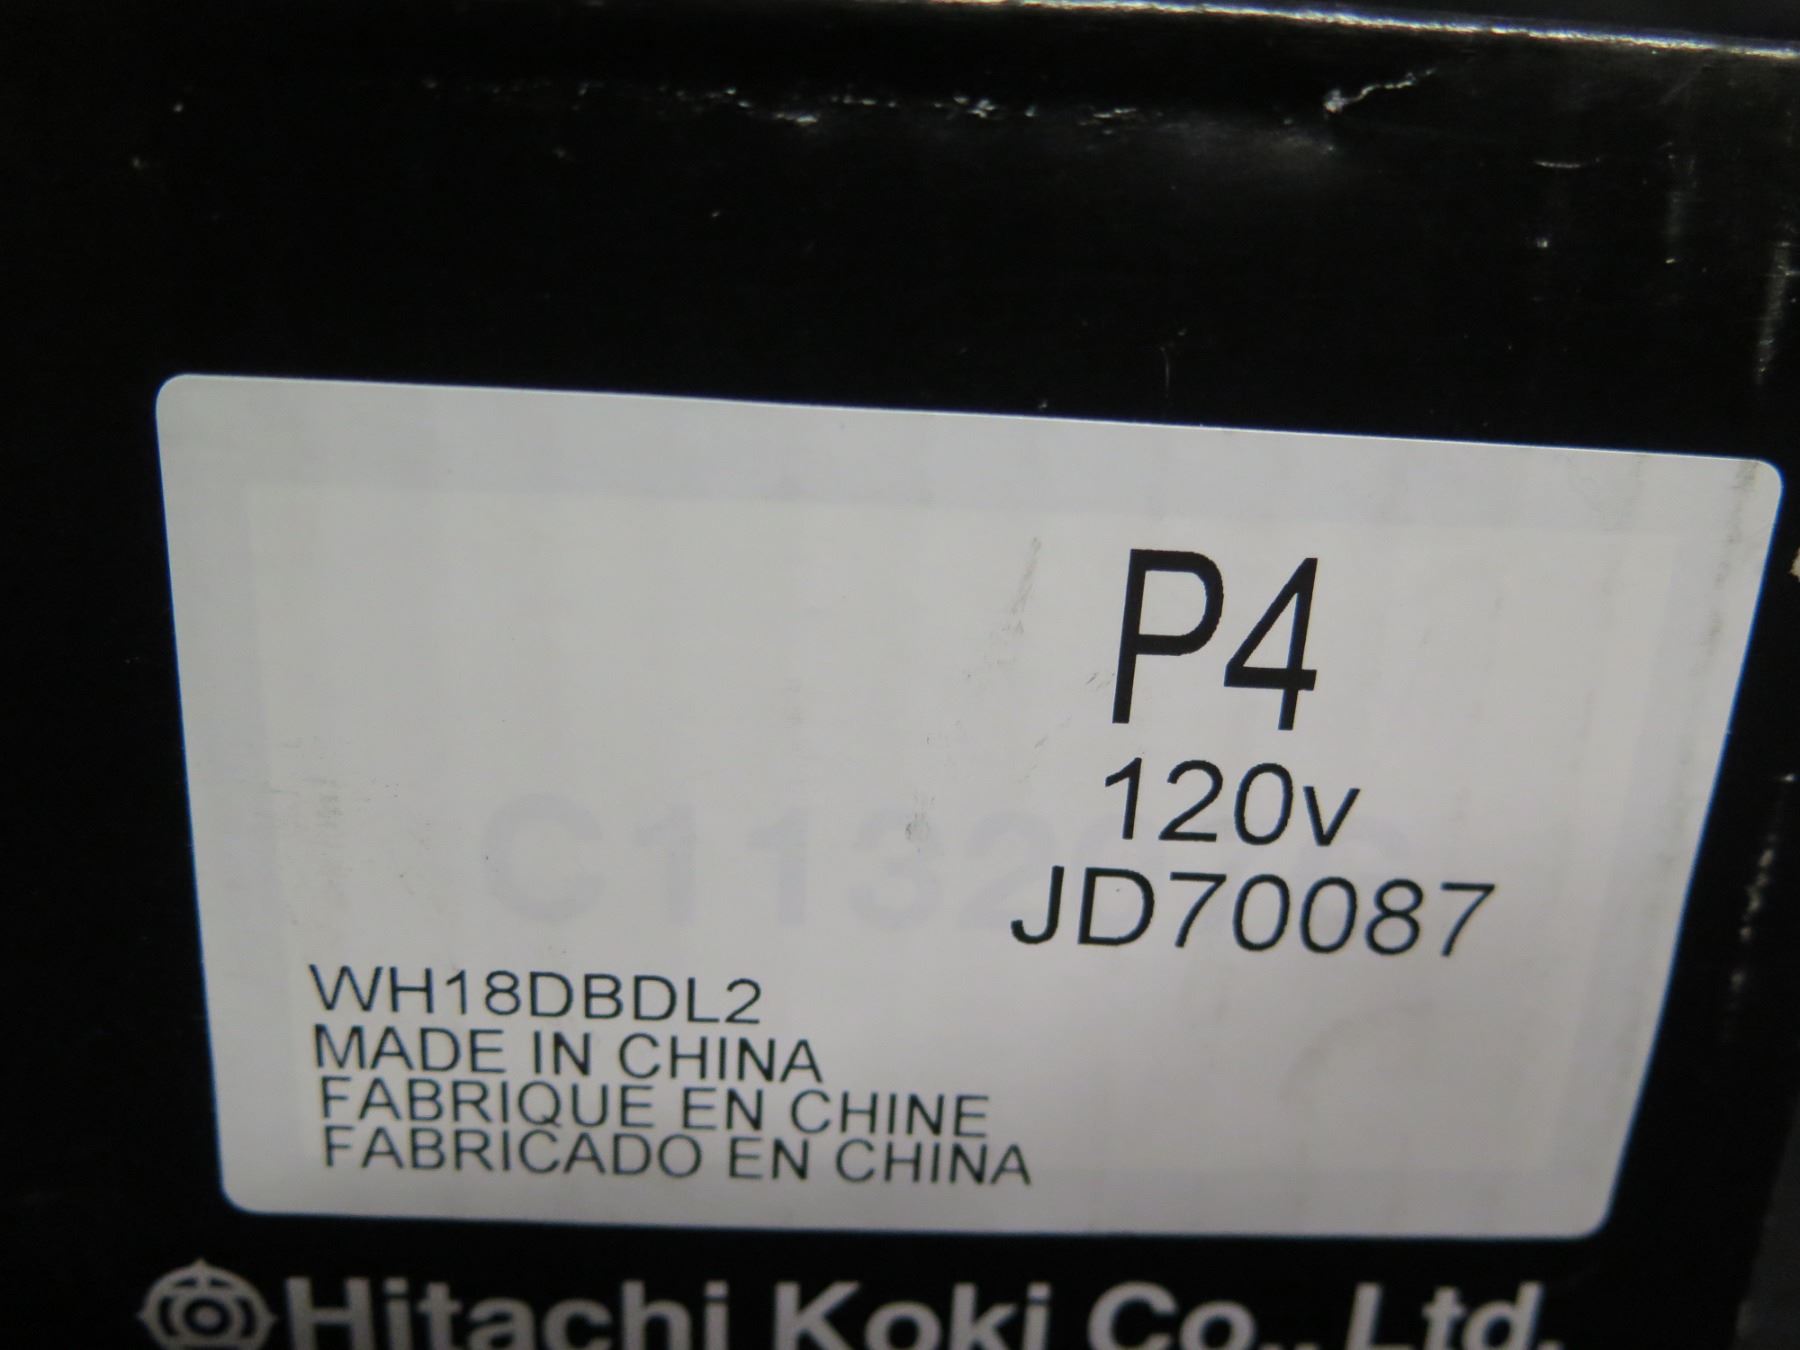 P4
120v
JD70087
WH18DBDL2
MADE IN CHINA
FABRIQUE EN CHINE
FABRICADO EN CHINA
Hitachi Koki Co., Ltd.